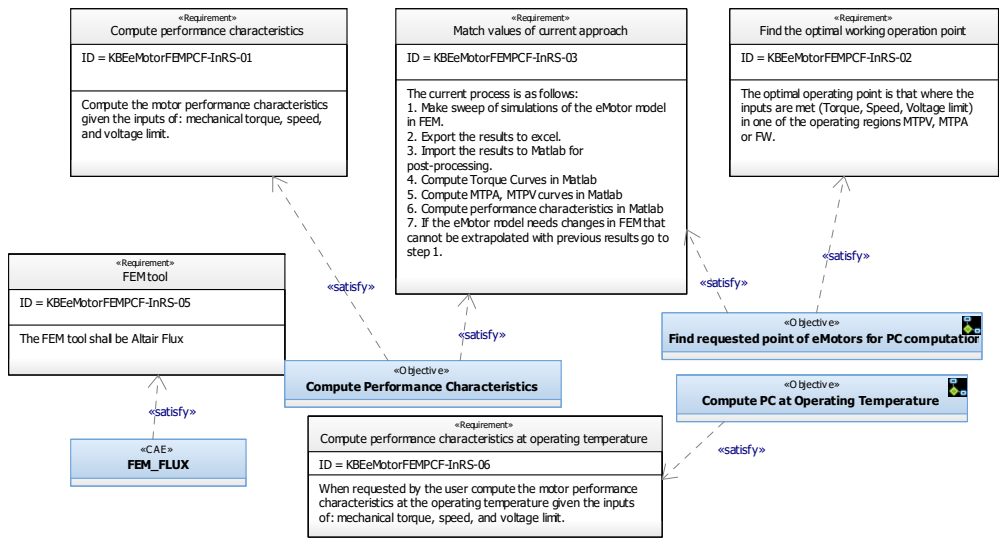 «Requirement»
Compute performance characteristics
ID = KBEeMotorFEMPCF-InRS-01
Compute the motor performance characteristics
given the inputs of: mechanical torque, speed,
and voltage limit.
«Requirement»
Match values of current approach
ID = KBEeMotorFEMPCF-InRS-03
The current process is as follows:
1. Make sweep of simulations of the eMotor model
in FEM.
2. Export the results to excel.
3. Import the results to Matlab for
post-processing.
4. Compute Torque Curves in Matlab
5. Compute MTPA, MTPV curves in Matlab
6. Compute performance characteristics in Matlab
7. If the eMotor model needs changes in FEM that
cannot be extrapolated with previous results go to
step 1.
«Requirement»
Find the optimal working operation point
ID = KBEeMotorFEMPCF-InRS-02
The optimal operating point is that where the
inputs are met (Torque, Speed, Voltage limit)
in one of the operating regions MTPV, MTPA
or FW.
«Requirement»
FEM tool
ID = KBEeMotorFEMPCF-InRS-05
The FEM tool shall be Altair Flux
«satisfy»
«satisfy»
«satisfy»
«satisfy»
«Objective»
Find requested point of eMotors for PC computation
«Objective»
Compute Performance Characteristics
«Objective»
Compute PC at Operating Temperature
«satisfy»
«satisfy»
«CAE»
FEM_FLUX
«Requirement»
Compute performance characteristics at operating temperature
ID = KBEeMotorFEMPCF-InRS-06
When requested by the user compute the motor performance
characteristics at the operating temperature given the inputs
of: mechanical torque, speed, and voltage limit.